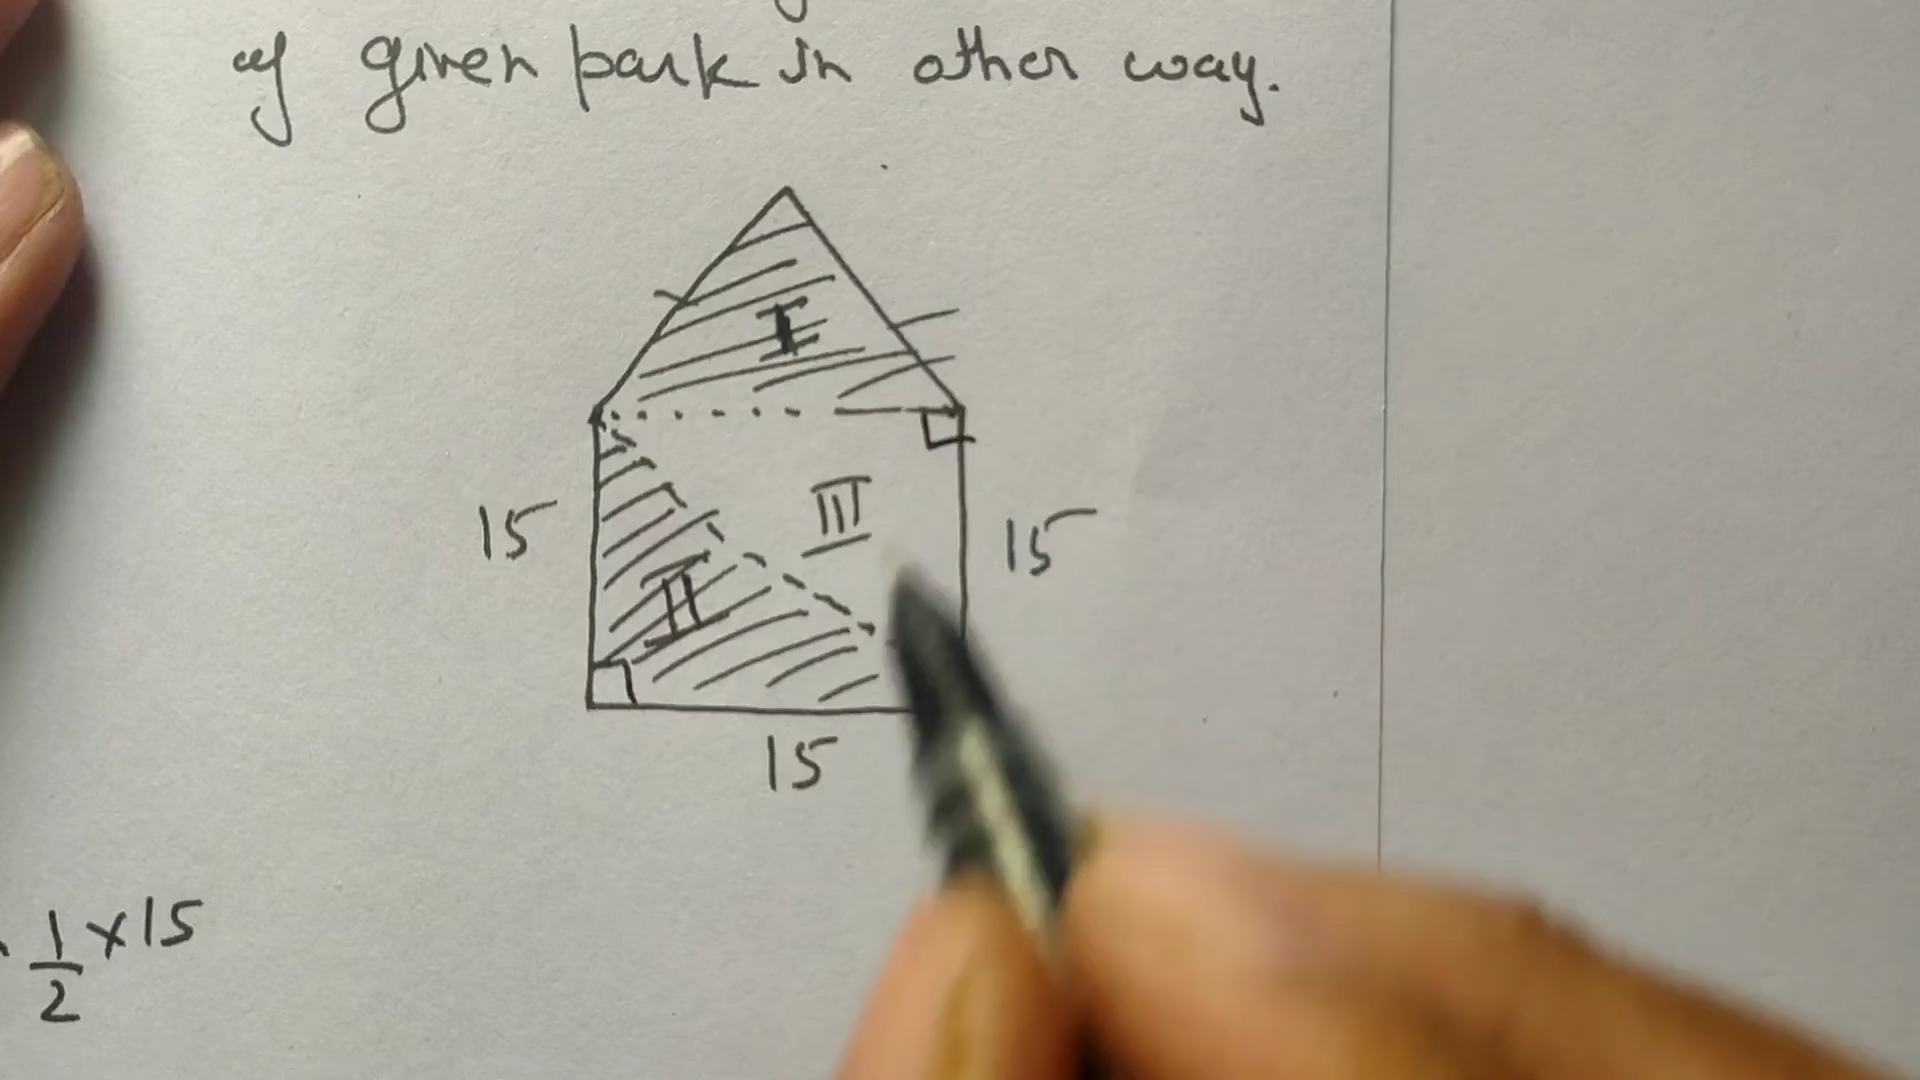 of given park in other way.
I
15 III 15
II
15
1/2 × 15